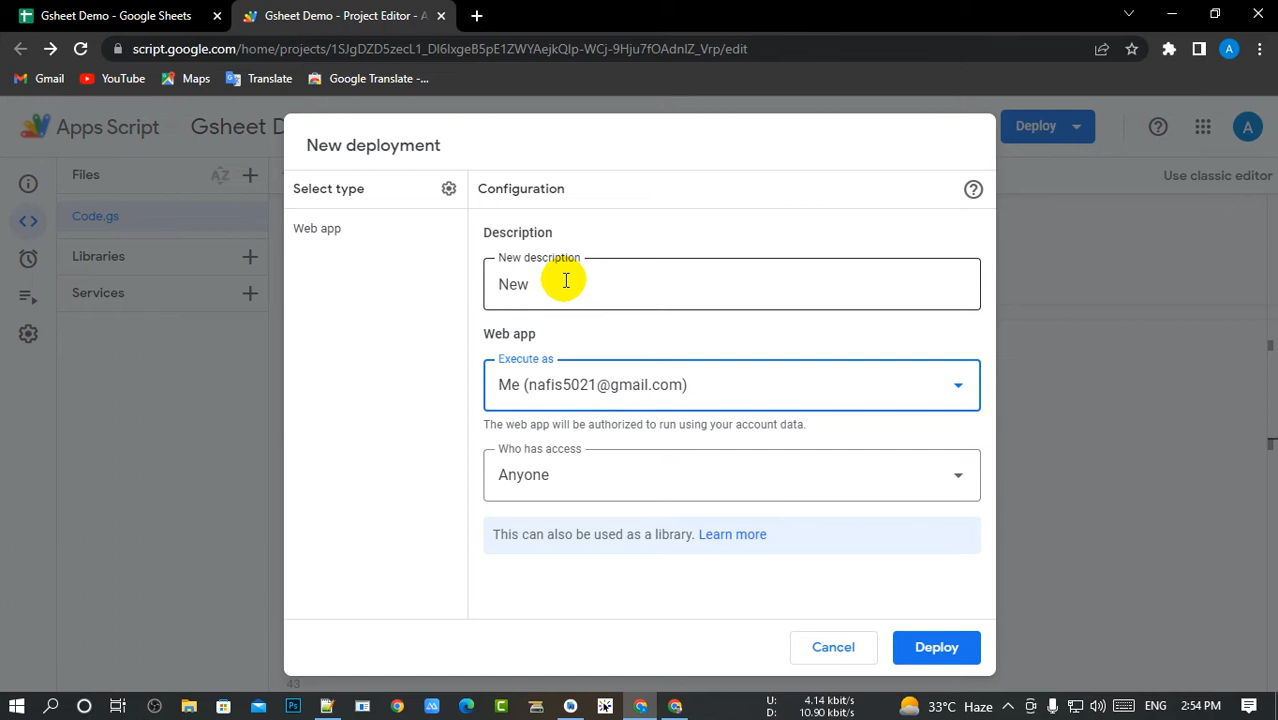 Gsheet Demo - Google Sheets
Gsheet Demo - Project Editor - A
script.google.com/home/projects/1SJgDZD5zecL1_Dl6lxgeB5pE1ZWYAejkQIp-WCj-9Hju7fOAdnIZ_Vrp/edit
A
Gmail
YouTube
Maps
Translate
Google Translate -...
Apps Script
Gsheet D
Deploy
A
Files
AZ
Use classic editor
Code.gs
Libraries
Services
New deployment
Select type
Configuration
Web app
Description
New description
New
Web app
Execute as
Me (nafis5021@gmail.com)
The web app will be authorized to run using your account data.
Who has access
Anyone
This can also be used as a library. Learn more
Cancel
Deploy
43
Ps
U: 4.14 kbit/s
D: 10.90 kbit/s
33°C Haze
ENG
2:54 PM